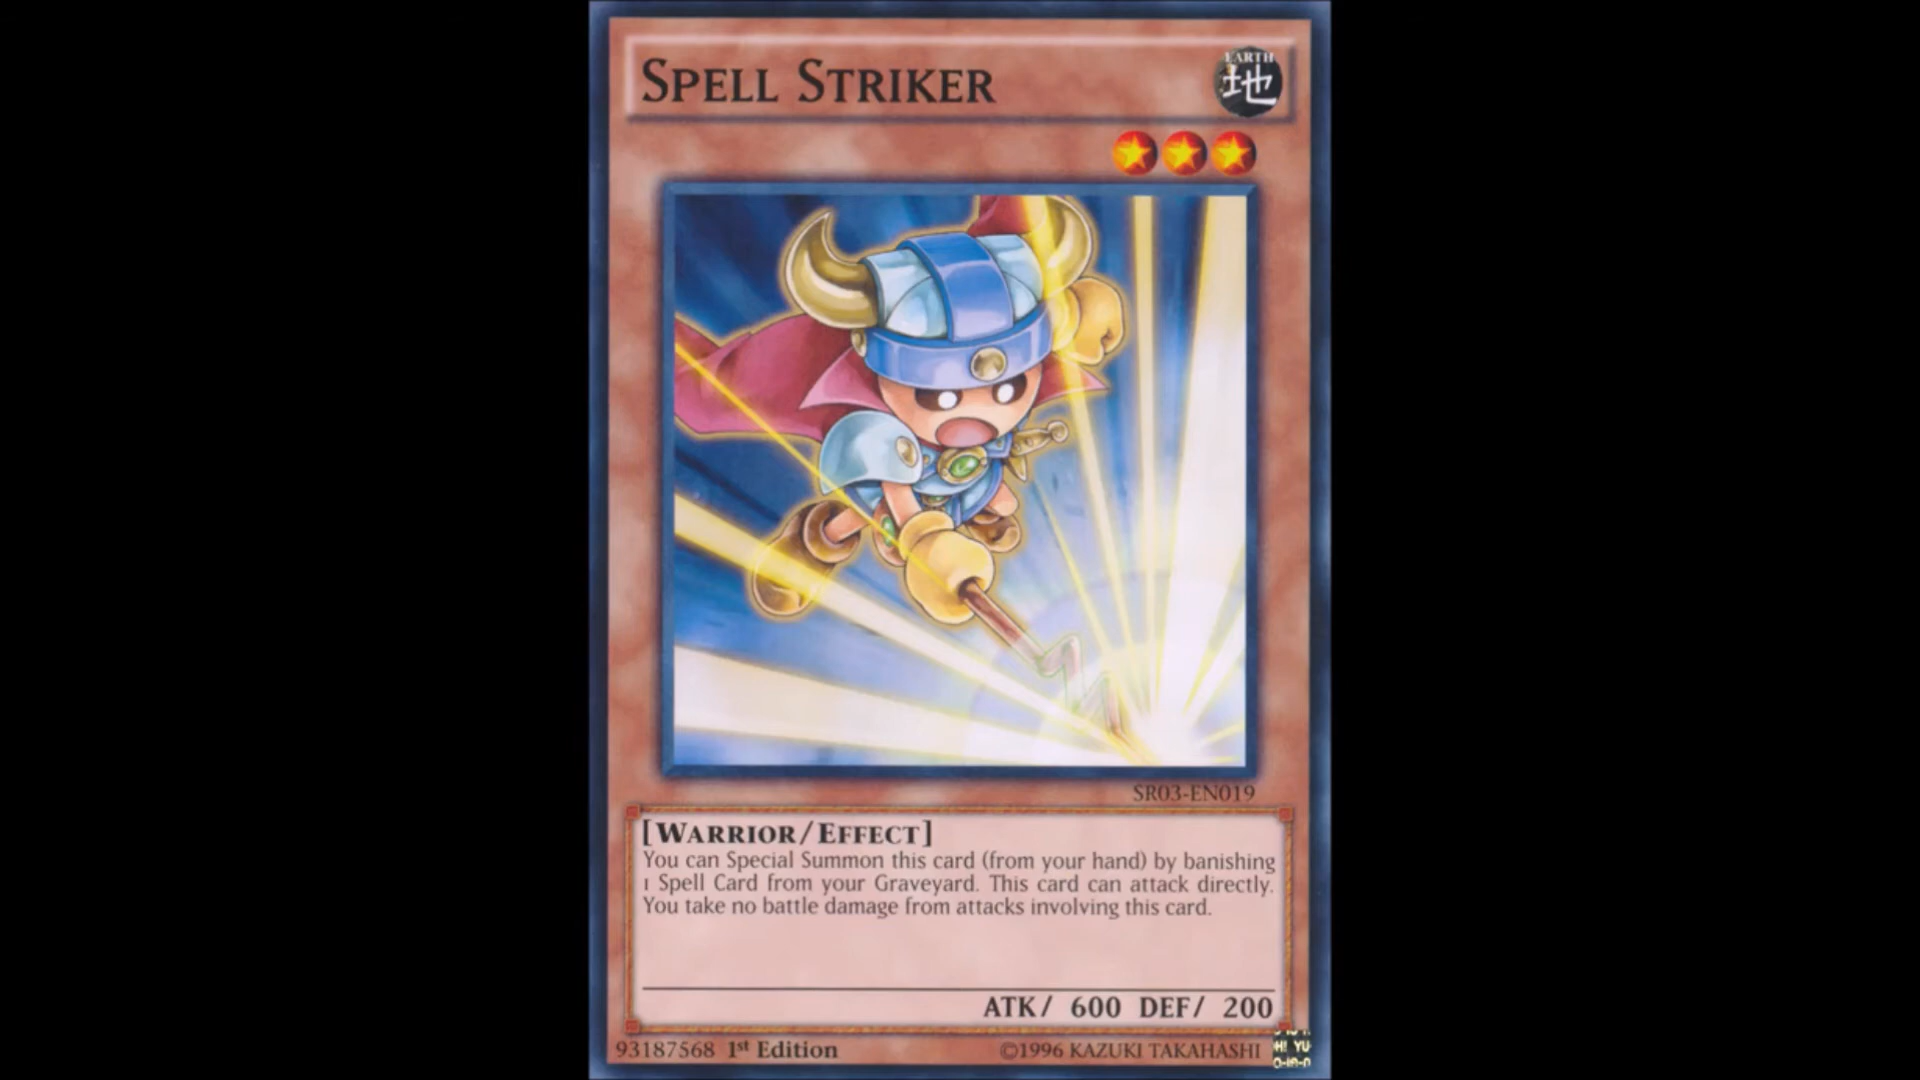 SPELL STRIKER
EARTH
地
SR03-EN019
[WARRIOR/EFFECT]
You can Special Summon this card (from your hand) by banishing
1 Spell Card from your Graveyard. This card can attack directly.
You take no battle damage from attacks involving this card.
ATK/ 600 DEF/ 200
93187568 1st Edition
©1996 KAZUKI TAKAHASHI